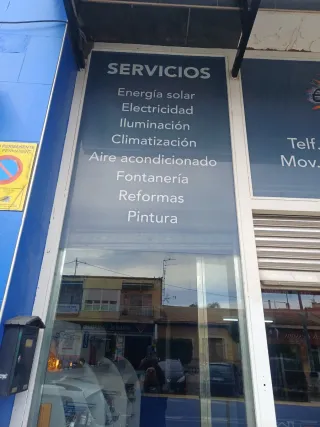 SERVICIOS
Energía solar
Electricidad
Iluminación
Climatización
Aire acondicionado
Fontanería
Reformas
Pintura
Telf.
Mov.